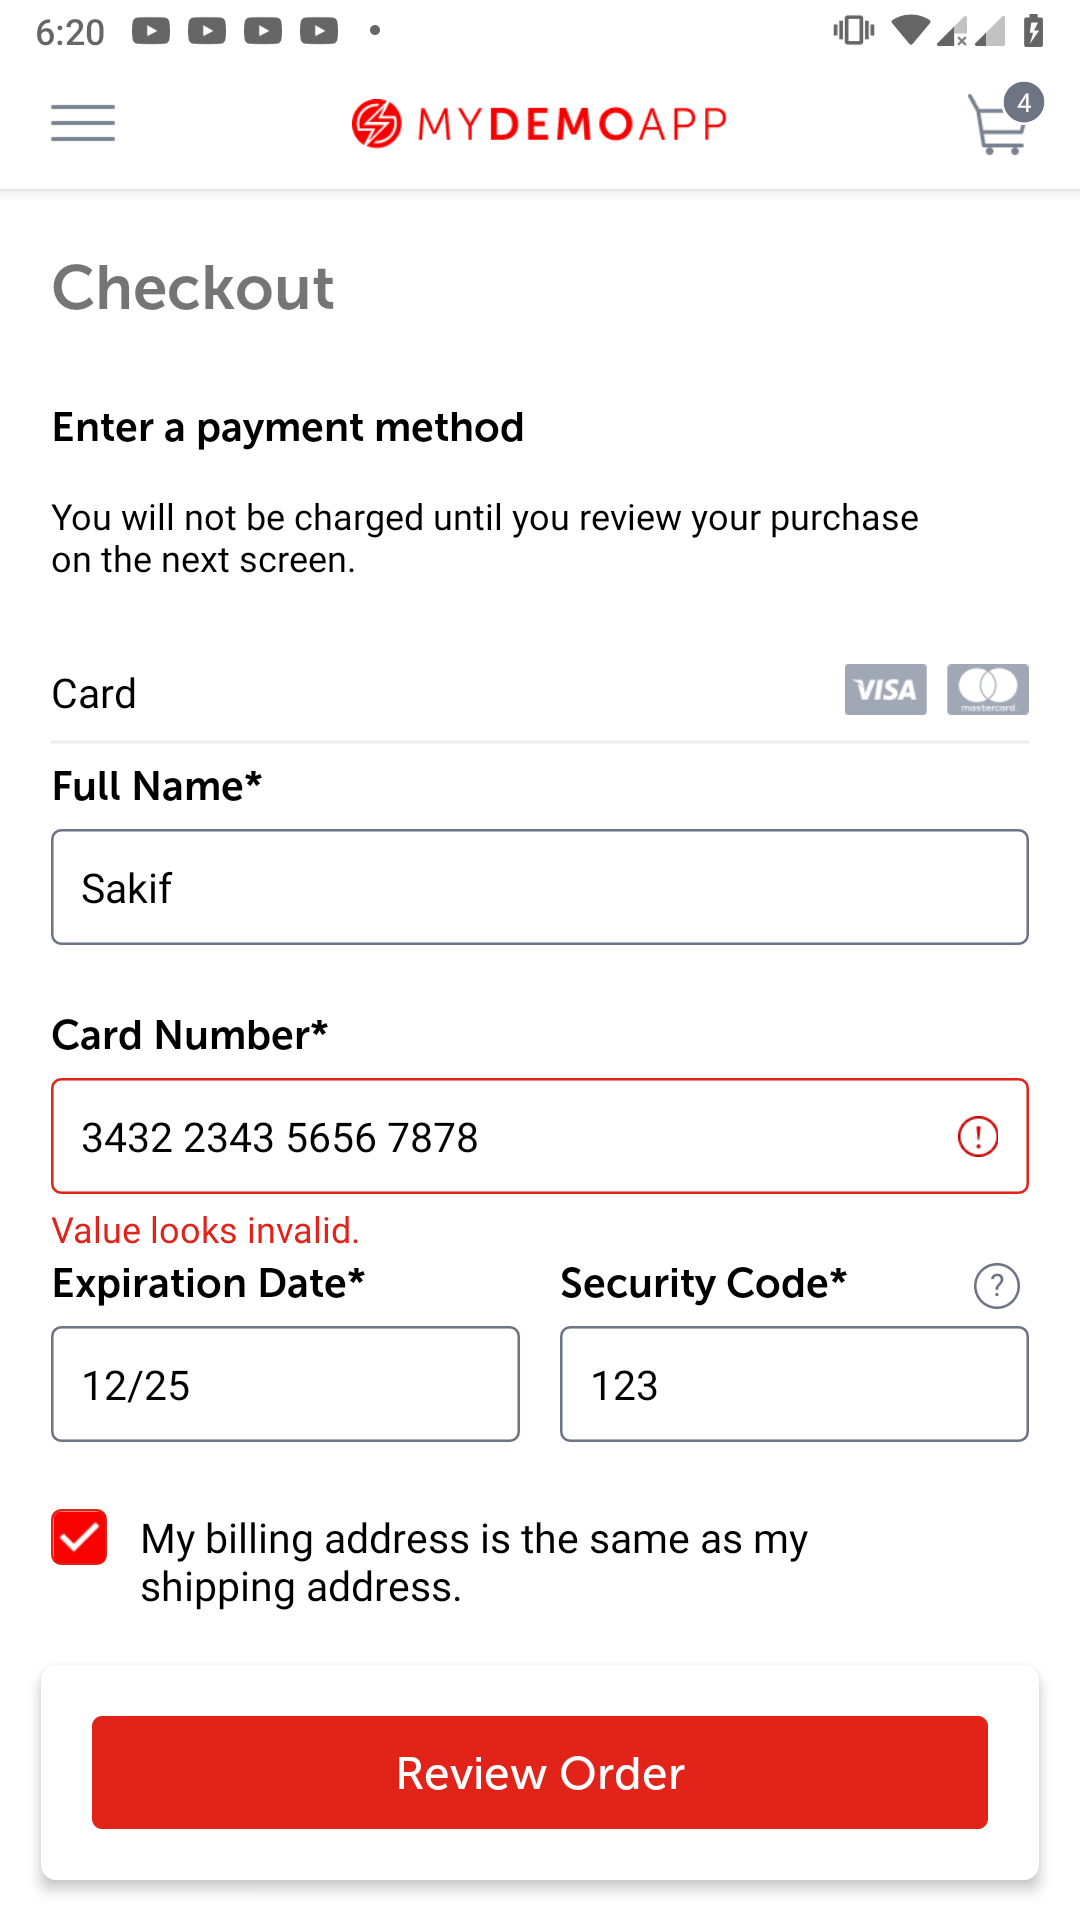 6:20
MYDEMOAPP
4
Checkout
Enter a payment method
You will not be charged until you review your purchase
on the next screen.
Card
VISA
mastercard.
Full Name*
Sakif
Card Number*
3432 2343 5656 7878
Value looks invalid.
Expiration Date*
Security Code*
?
12/25
123
My billing address is the same as my
shipping address.
Review Order